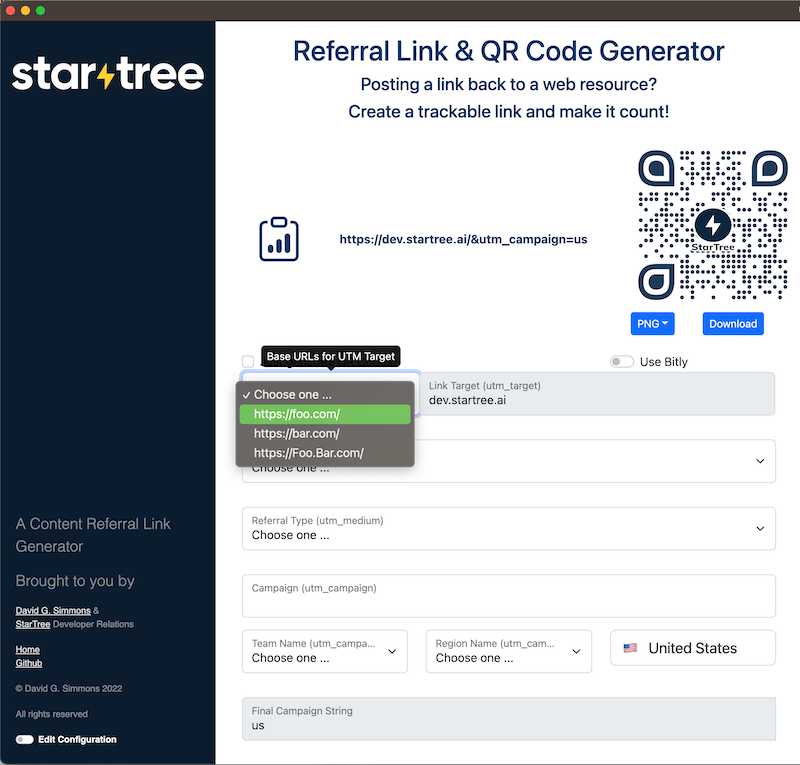 star tree
Referral Link & QR Code Generator
Posting a link back to a web resource?
Create a trackable link and make it count!
https://dev.startree.ai/&utm_campaign=us
StarTree
PNG
Download
Base URLs for UTM Target
Use Bitly
✓ Choose one ...
https://foo.com/
https://bar.com/
https://Foo.Bar.com/
Link Target (utm_target)
dev.startree.ai
Choose one ...
Referral Type (utm_medium)
Choose one ...
Campaign (utm_campaign)
Team Name (utm_campa...
Choose one ...
Region Name (utm_cam...
Choose one ...
United States
Final Campaign String
us
A Content Referral Link
Generator
Brought to you by
David G. Simmons &
StarTree Developer Relations
Home
Github
© David G. Simmons 2022
All rights reserved
Edit Configuration